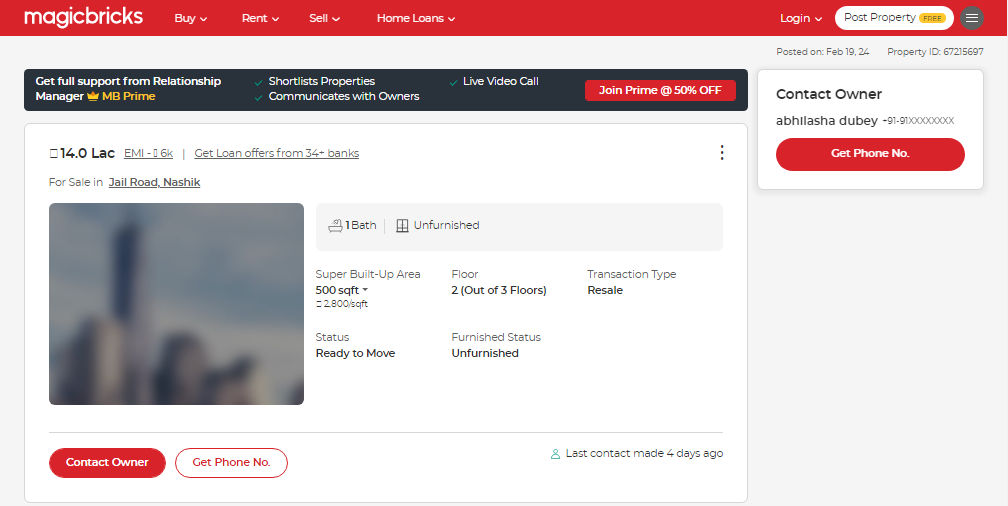 magicbricks
Buy
Rent
Sell
Home Loans
Login
Post Property FREE
Posted on: Feb 19, 24 Property ID: 67215697
Get full support from Relationship
Manager MB Prime
Shortlists Properties
Communicates with Owners
Live Video Call
Join Prime @ 50% OFF
Contact Owner
abhilasha dubey +91-91XXXXXXXX
Get Phone No.
14.0 Lac EMI - 6k | Get Loan offers from 34+ banks
For Sale in Jail Road, Nashik
1 Bath
Unfurnished
Super Built-Up Area
500 sqft
2,800/sqft
Floor
2 (Out of 3 Floors)
Transaction Type
Resale
Status
Ready to Move
Furnished Status
Unfurnished
Contact Owner
Get Phone No.
Last contact made 4 days ago